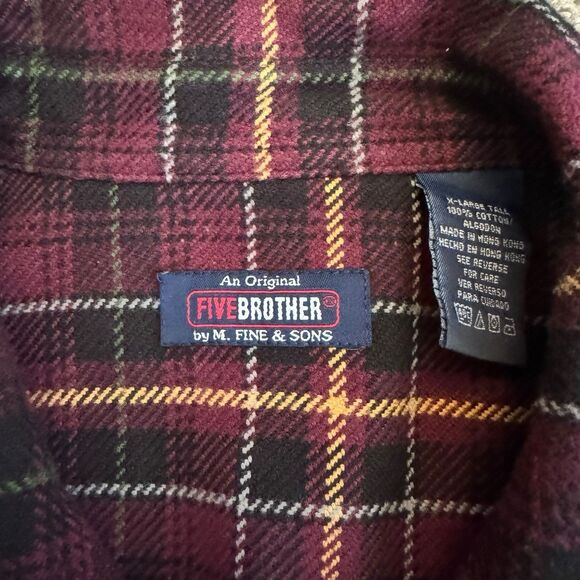 An Original
FIVEBROTHER
by M. FINE & SONS
X-LARGE TALL
100% COTTON/
ALGODON
MADE IN HONG KONG
HECHO EN HONG KONG
SEE REVERSE
FOR CARE
VER REVERSO
PARA CUIDADO